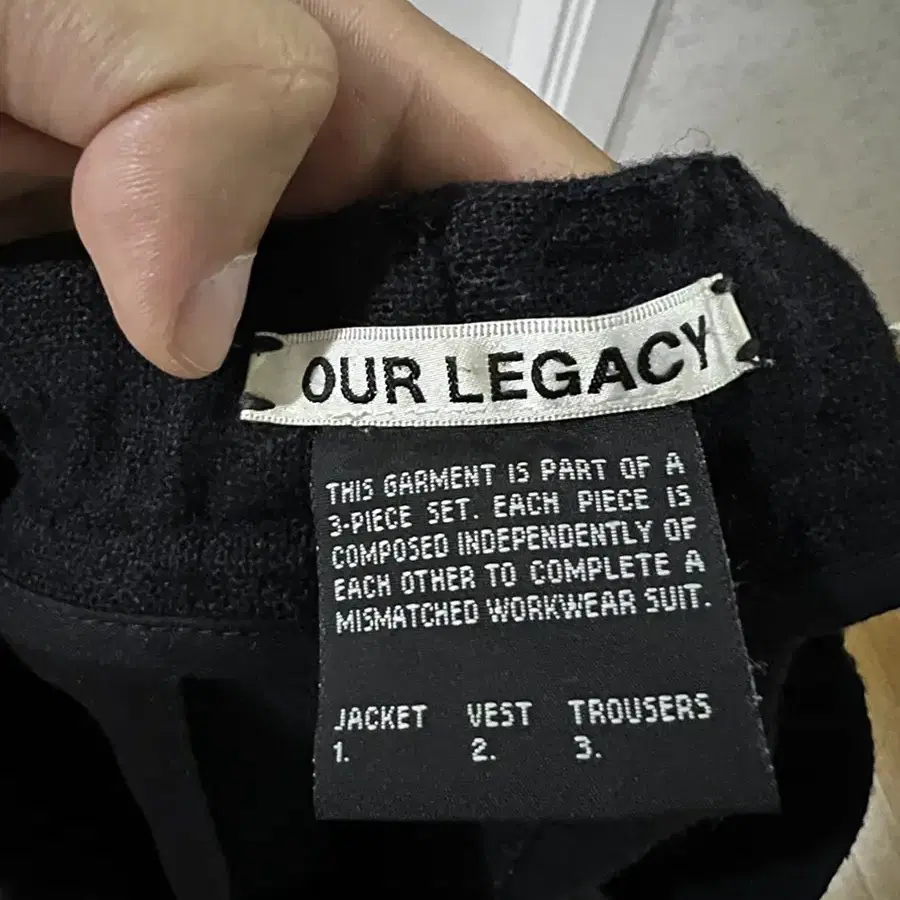 OUR LEGACY
THIS GARMENT IS PART OF A
3-PIECE SET. EACH PIECE IS
COMPOSED INDEPENDENTLY OF
EACH OTHER TO COMPLETE A
MISMATCHED WORKWEAR SUIT.
JACKET VEST TROUSERS
1. 2. 3.